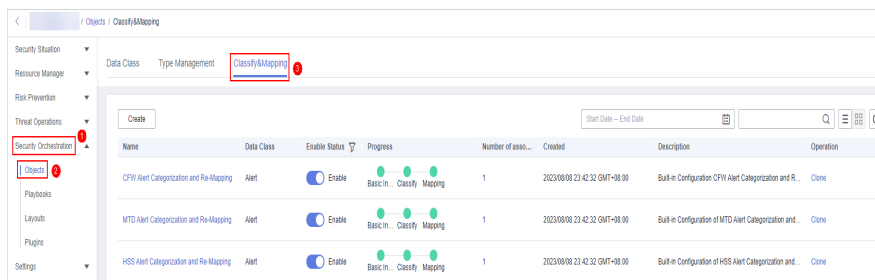 / Objects / Classify&Mapping
Security Situation
Resource Manager
Risk Prevention
Threat Operations
Security Orchestration
1
Objects
2
Playbooks
Layouts
Plugins
Settings
Data Class Type Management Classify&Mapping
3
Create
Start Date – End Date
Name Data Class Enable Status Progress Number of asso... Created Description Operation
CFW Alert Categorization and Re-Mapping Alert Enable Basic In... Classify Mapping 1 2023/08/08 23:42:32 GMT+08:00 Built-in Configuration CFW Alert Categorization and R... Clone
MTD Alert Categorization and Re-Mapping Alert Enable Basic In... Classify Mapping 1 2023/08/08 23:42:32 GMT+08:00 Built-in Configuration of MTD Alert Categorization and... Clone
HSS Alert Categorization and Re-Mapping Alert Enable Basic In... Classify Mapping 1 2023/08/08 23:42:32 GMT+08:00 Built-in Configuration of HSS Alert Categorization and... Clone